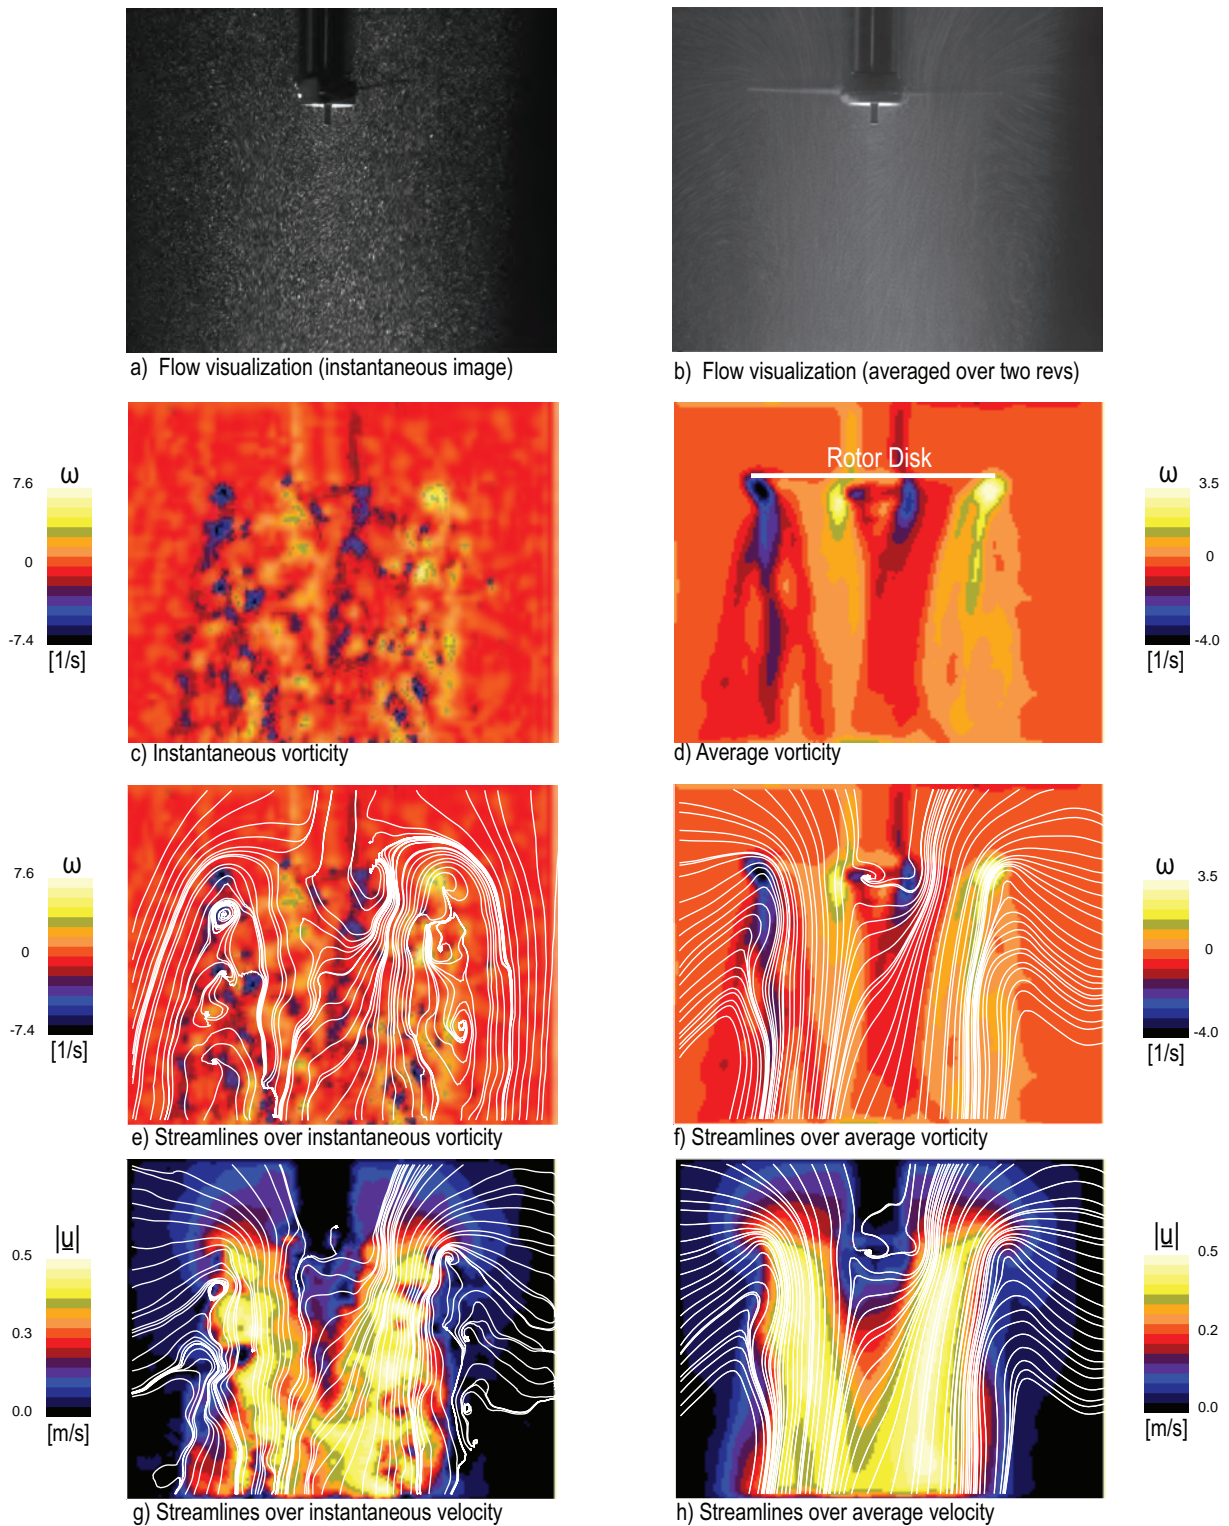 a)  Flow visualization (instantaneous image)
b)  Flow visualization (averaged over two revs)
ω
7.6
0
-7.4
[1/s]
c) Instantaneous vorticity
Rotor Disk
d) Average vorticity
ω
3.5
0
-4.0
[1/s]
ω
7.6
0
-7.4
[1/s]
e) Streamlines over instantaneous vorticity
f) Streamlines over average vorticity
ω
3.5
0
-4.0
[1/s]
|u|
0.5
0.3
0.0
[m/s]
g) Streamlines over instantaneous velocity
h) Streamlines over average velocity
|u|
0.5
0.2
0.0
[m/s]